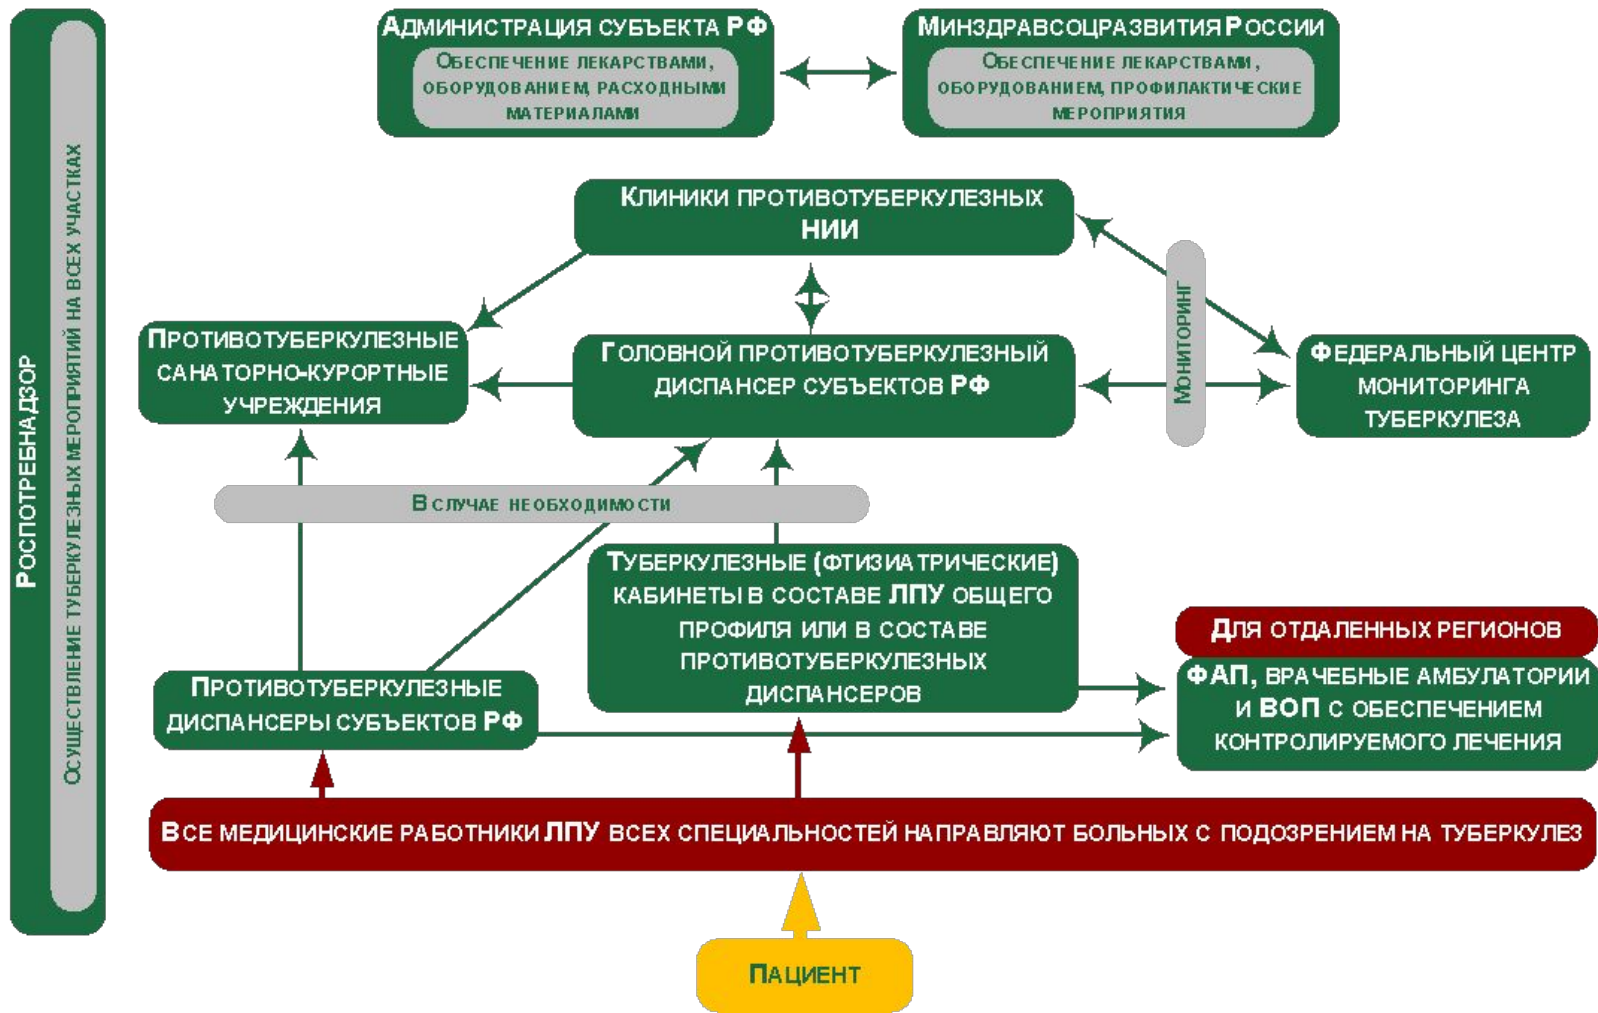 Роспотребнадзор
Осуществление туберкулезных мероприятий на всех участках
Администрация субъекта РФ
Обеспечение лекарствами,
оборудованием, расходными
материалами
Минздравсоцразвития России
Обеспечение лекарствами,
оборудованием, профилактические
мероприятия
Клиники противотуберкулезных
НИИ
Противотуберкулезные
санаторно-курортные
учреждения
Головной противотуберкулезный
диспансер субъектов РФ
Мониторинг
Федеральный центр
мониторинга
туберкулеза
В случае необходимости
Туберкулезные (фтизиатрические)
кабинеты в составе ЛПУ общего
профиля или в составе
противотуберкулезных
диспансеров
Для отдаленных регионов
ФАП, врачебные амбулатории
и ВОП с обеспечением
контролируемого лечения
Противотуберкулезные
диспансеры субъектов РФ
Все медицинские работники ЛПУ всех специальностей направляют больных с подозрением на туберкулез
Пациент